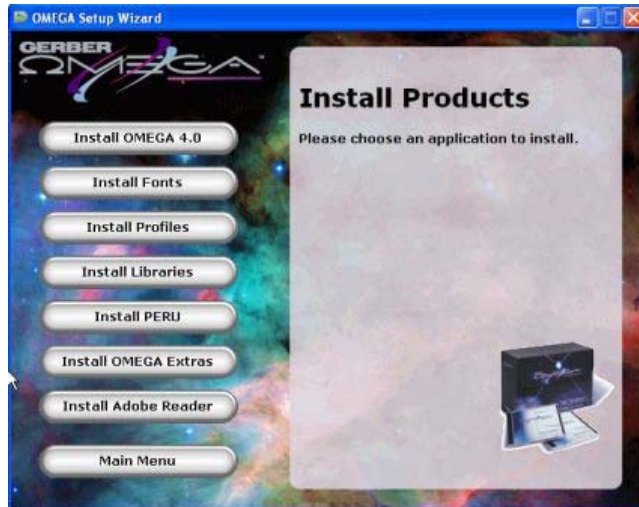 OMEGA Setup Wizard
GERBER
ΩMEGA
Install Products
Please choose an application to install.
Install OMEGA 4.0
Install Fonts
Install Profiles
Install Libraries
Install PERU
Install OMEGA Extras
Install Adobe Reader
Main Menu